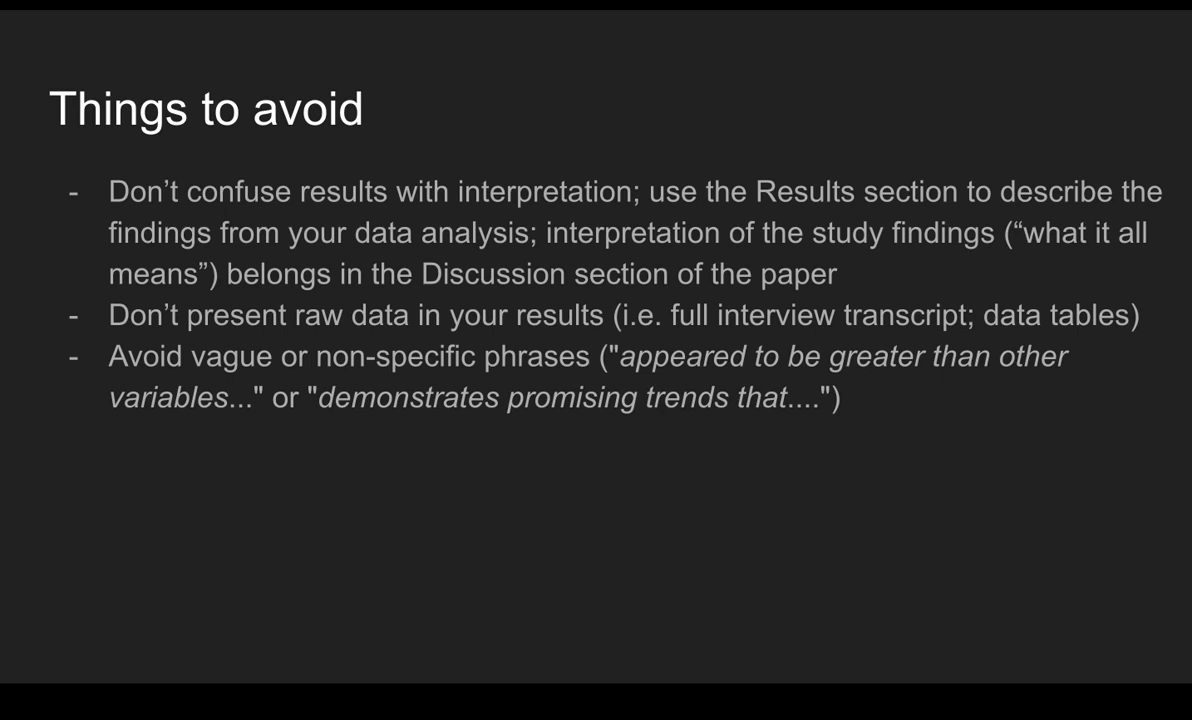 Things to avoid
- Don’t confuse results with interpretation; use the Results section to describe the
findings from your data analysis; interpretation of the study findings (“what it all
means”) belongs in the Discussion section of the paper
- Don’t present raw data in your results (i.e. full interview transcript; data tables)
- Avoid vague or non-specific phrases ("appeared to be greater than other
variables..." or "demonstrates promising trends that....")